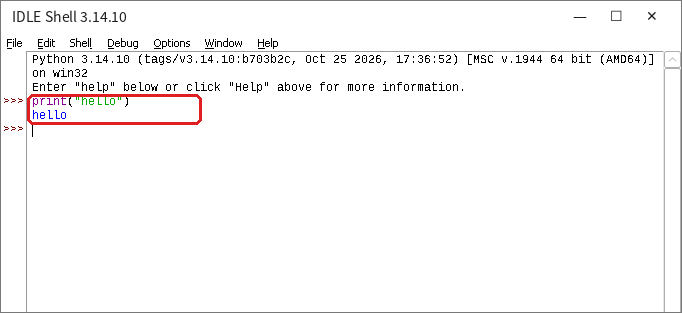 IDLE Shell 3.14.10
File Edit Shell Debug Options Window Help
Python 3.14.10 (tags/v3.14.10:b703b2c, Oct 25 2026, 17:36:52) [MSC v.1944 64 bit (AMD64)]
on win32
Enter "help" below or click "Help" above for more information.
>>> print("hello")
hello
>>>